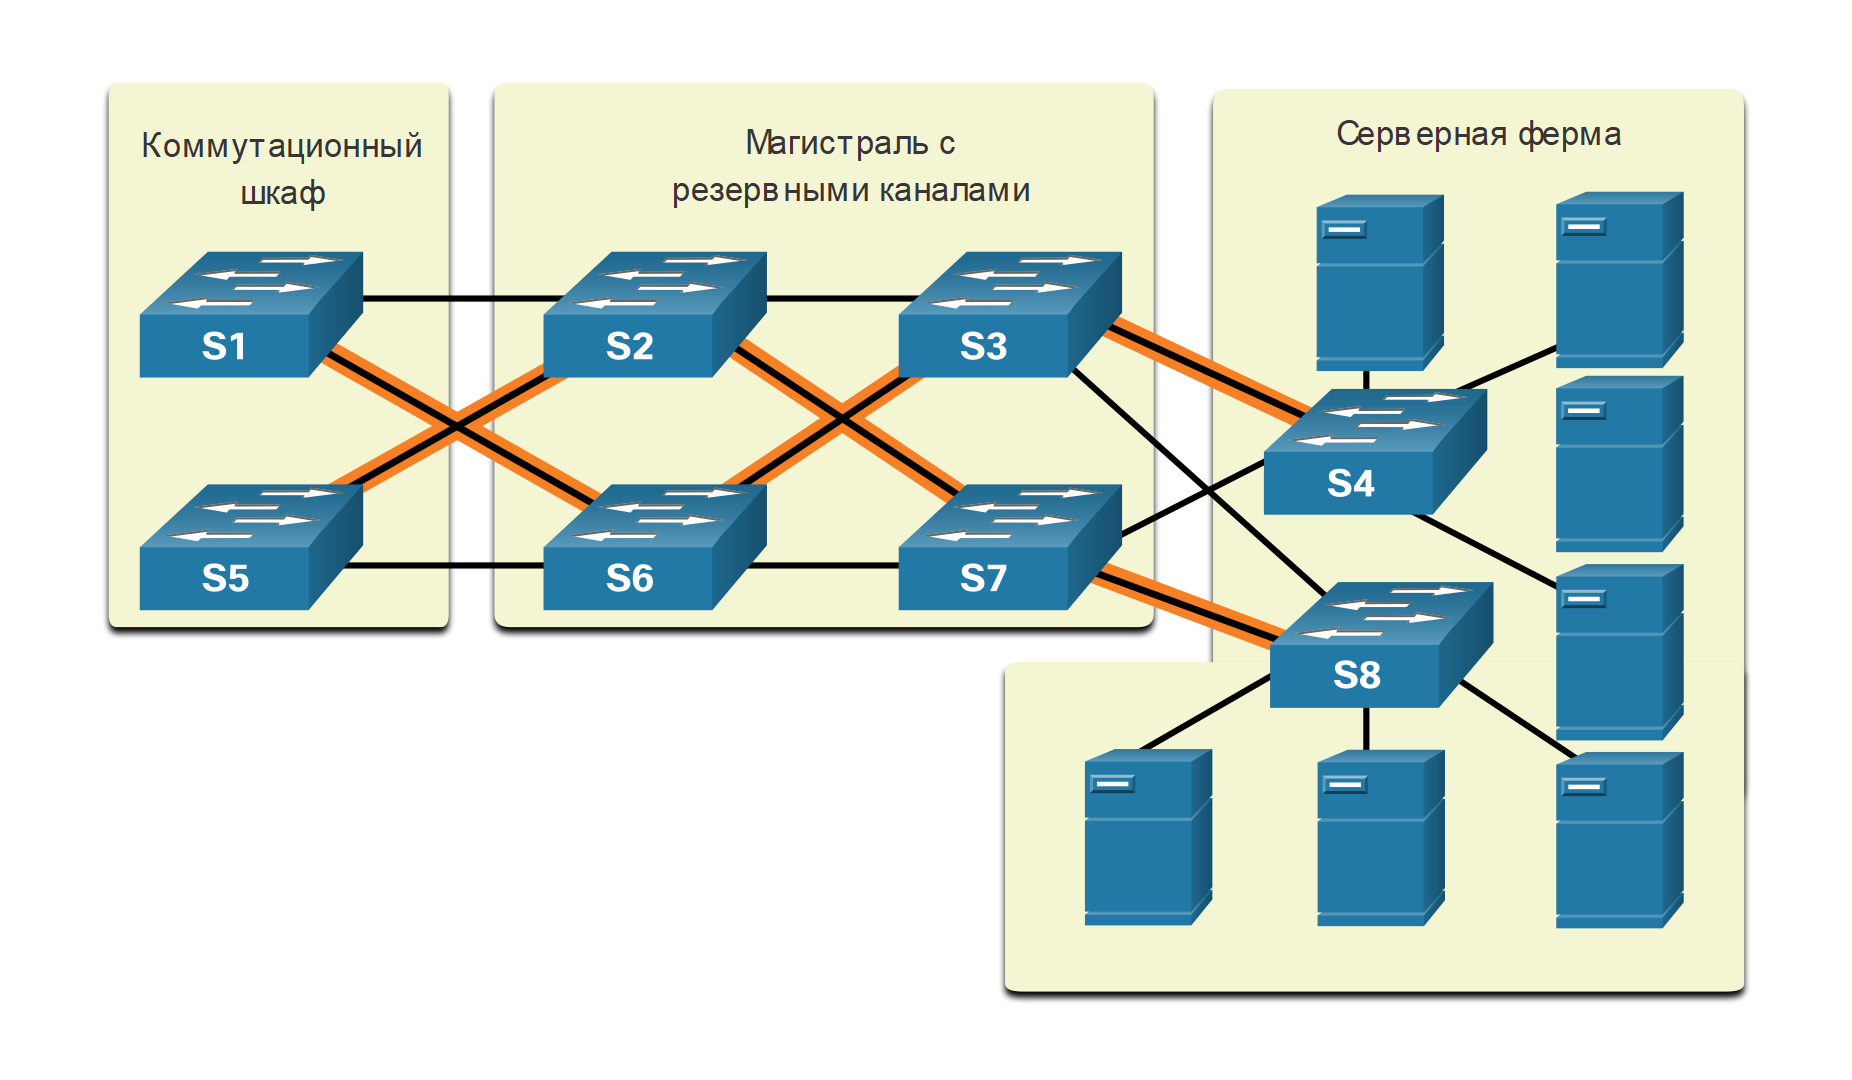 Коммутационный
шкаф
Магистраль с
резервными каналами
Серверная ферма
S1
S2
S3
S4
S5
S6
S7
S8